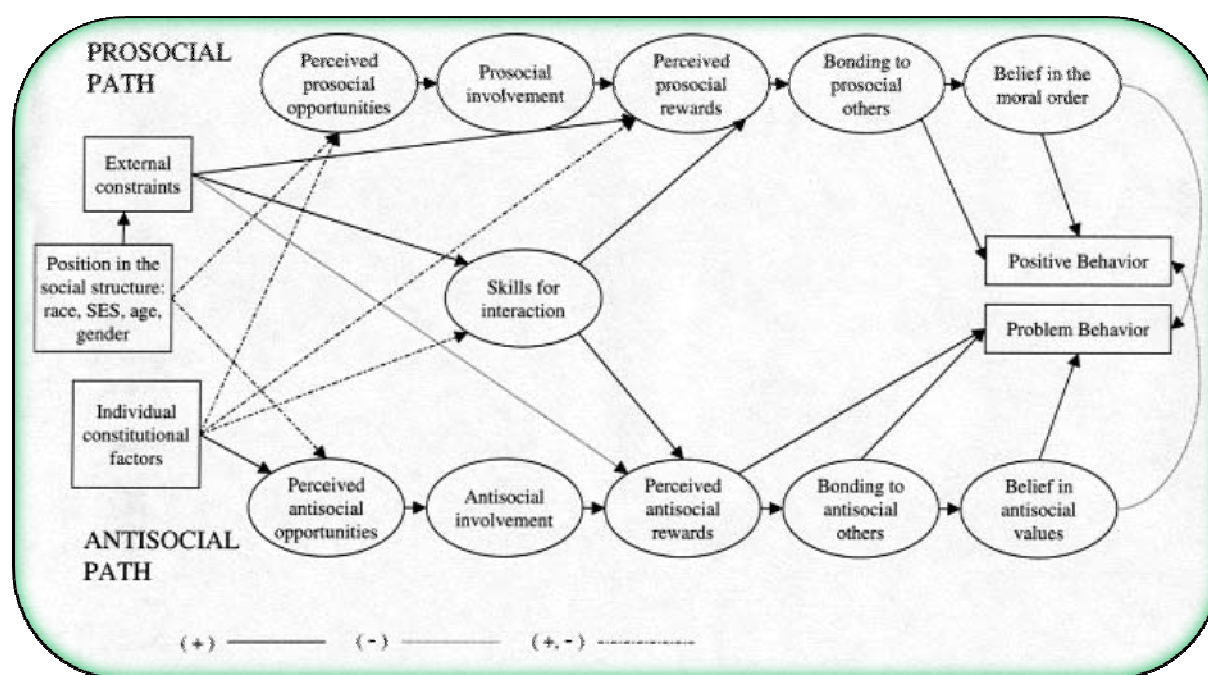 PROSOCIAL
PATH
Perceived
prosocial
opportunities
Prosocial
involvement
Perceived
prosocial
rewards
Bonding to
prosocial
others
Belief in the
moral order
External
constraints
Position in the
social structure:
race, SES, age,
gender
Skills for
interaction
Positive Behavior
Problem Behavior
Individual
constitutional
factors
Perceived
antisocial
opportunities
Antisocial
involvement
Perceived
antisocial
rewards
Bonding to
antisocial
others
Belief in
antisocial
values
ANTISOCIAL
PATH
(+)
(-)
(+,-)